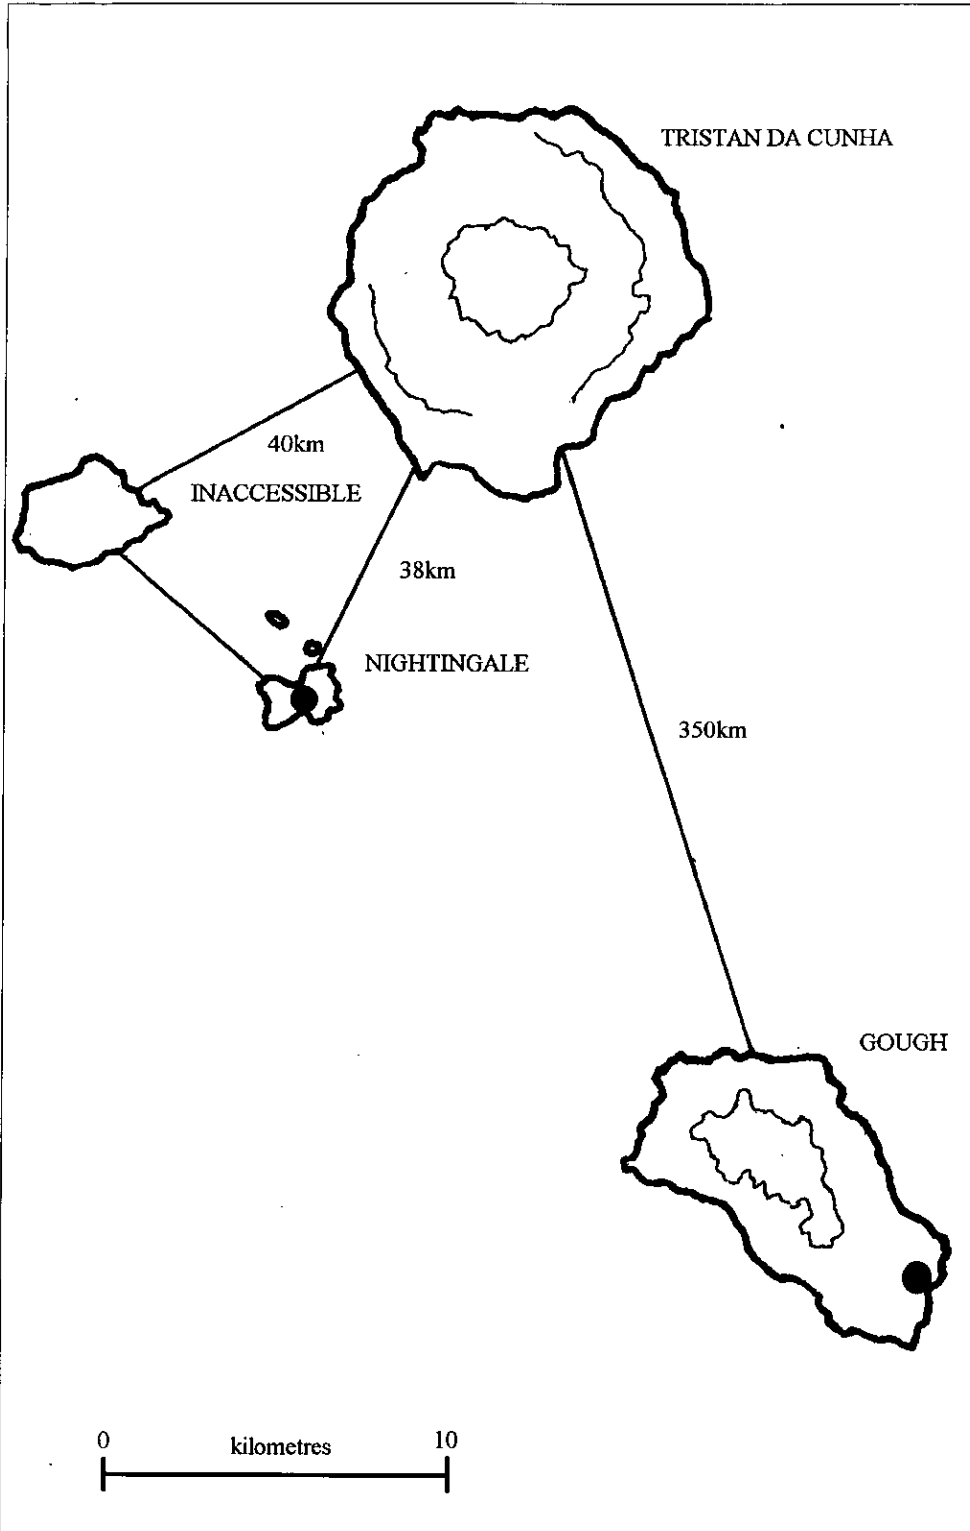 TRISTAN DA CUNHA
40km
INACCESSIBLE
38km
NIGHTINGALE
350km
GOUGH
0 kilometres 10